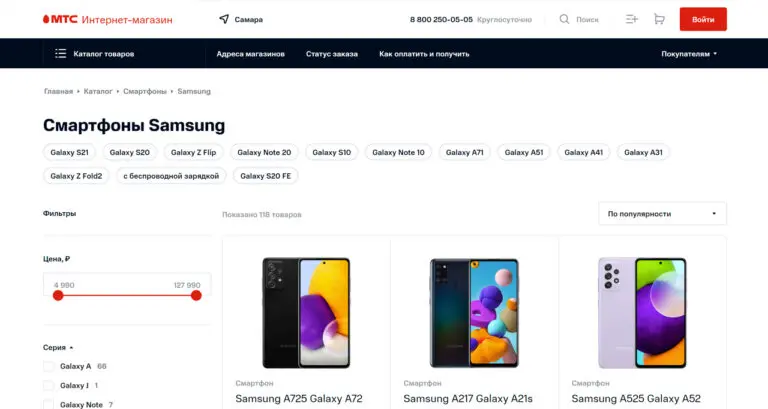 МТС Интернет-магазин
Самара
8 800 250-05-05 Круглосуточно
Поиск
Войти
Каталог товаров
Адреса магазинов
Статус заказа
Как оплатить и получить
Покупателям
Главная
Каталог
Смартфоны
Samsung
Смартфоны Samsung
Galaxy S21
Galaxy S20
Galaxy Z Flip
Galaxy Note 20
Galaxy S10
Galaxy Note 10
Galaxy A71
Galaxy A51
Galaxy A41
Galaxy A31
Galaxy Z Fold2
с беспроводной зарядкой
Galaxy S20 FE
Фильтры
Показано 118 товаров
По популярности
Цена, ₽
4 990
127 990
Серия
Galaxy A 66
Galaxy J 1
Galaxy Note 7
Смартфон
Samsung A725 Galaxy A72
Смартфон
Samsung A217 Galaxy A21s
Смартфон
Samsung A525 Galaxy A52